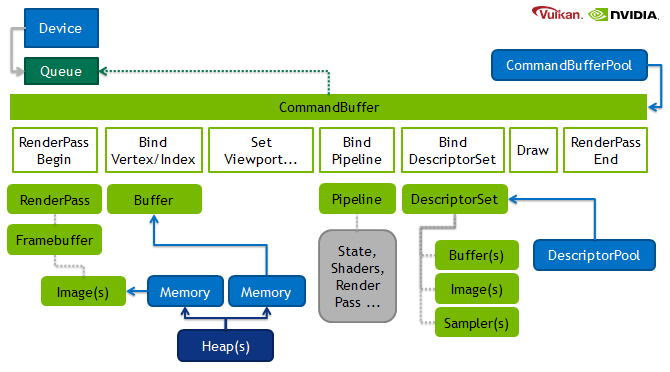 Vulkan.
NVIDIA.
Device
Queue
CommandBufferPool
CommandBuffer
RenderPass
Begin
Bind
Vertex/Index
Set
Viewport...
Bind
Pipeline
Bind
DescriptorSet
Draw
RenderPass
End
RenderPass
Buffer
Pipeline
DescriptorSet
Framebuffer
State,
Shaders,
Render
Pass ...
Buffer(s)
DescriptorPool
Image(s)
Memory
Memory
Image(s)
Sampler(s)
Heap(s)